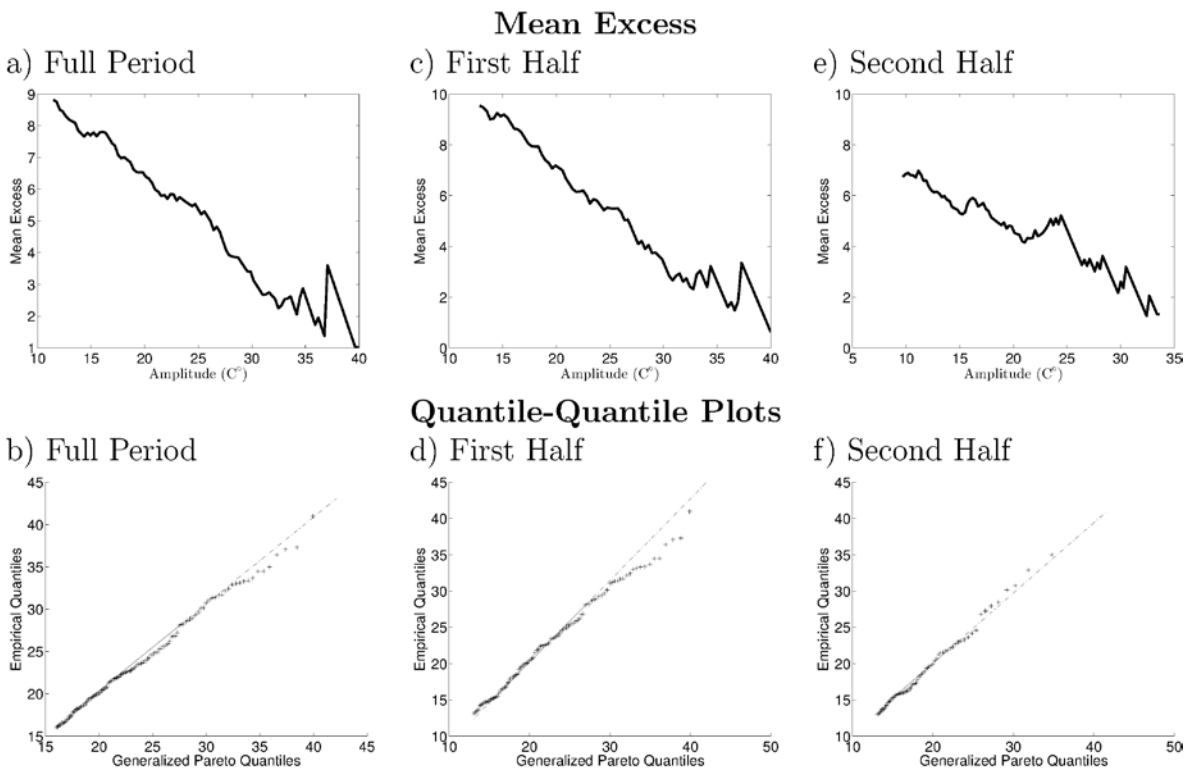 Mean Excess
a) Full Period
c) First Half
e) Second Half
9
8
7
6
5
4
3
2
1
Mean Excess
10 15 20 25 30 35 40
Amplitude (C°)
10
8
6
4
2
0
Mean Excess
10 15 20 25 30 35 40
Amplitude (C°)
10
8
6
4
2
0
Mean Excess
5 10 15 20 25 30 35
Amplitude (C°)
Quantile-Quantile Plots
b) Full Period
d) First Half
f) Second Half
45
40
35
30
25
20
15
Empirical Quantiles
15 20 25 30 35 40 45
Generalized Pareto Quantiles
45
40
35
30
25
20
15
10
Empirical Quantiles
10 20 30 40 50
Generalized Pareto Quantiles
45
40
35
30
25
20
15
10
Empirical Quantiles
10 20 30 40 50
Generalized Pareto Quantiles